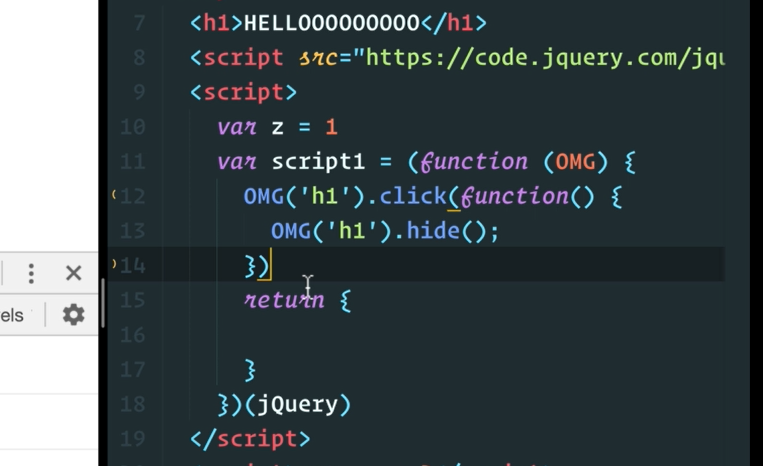 7 <h1>HELLOOOOOOOOO</h1>
8 <script src="https://code.jquery.com/jqu
9 <script>
10 var z = 1
11 var script1 = (function (OMG) {
12 OMG('h1').click(function() {
13 OMG('h1').hide();
14 })
15 return {
16
17 }
18 })(jQuery)
19 </script>
els